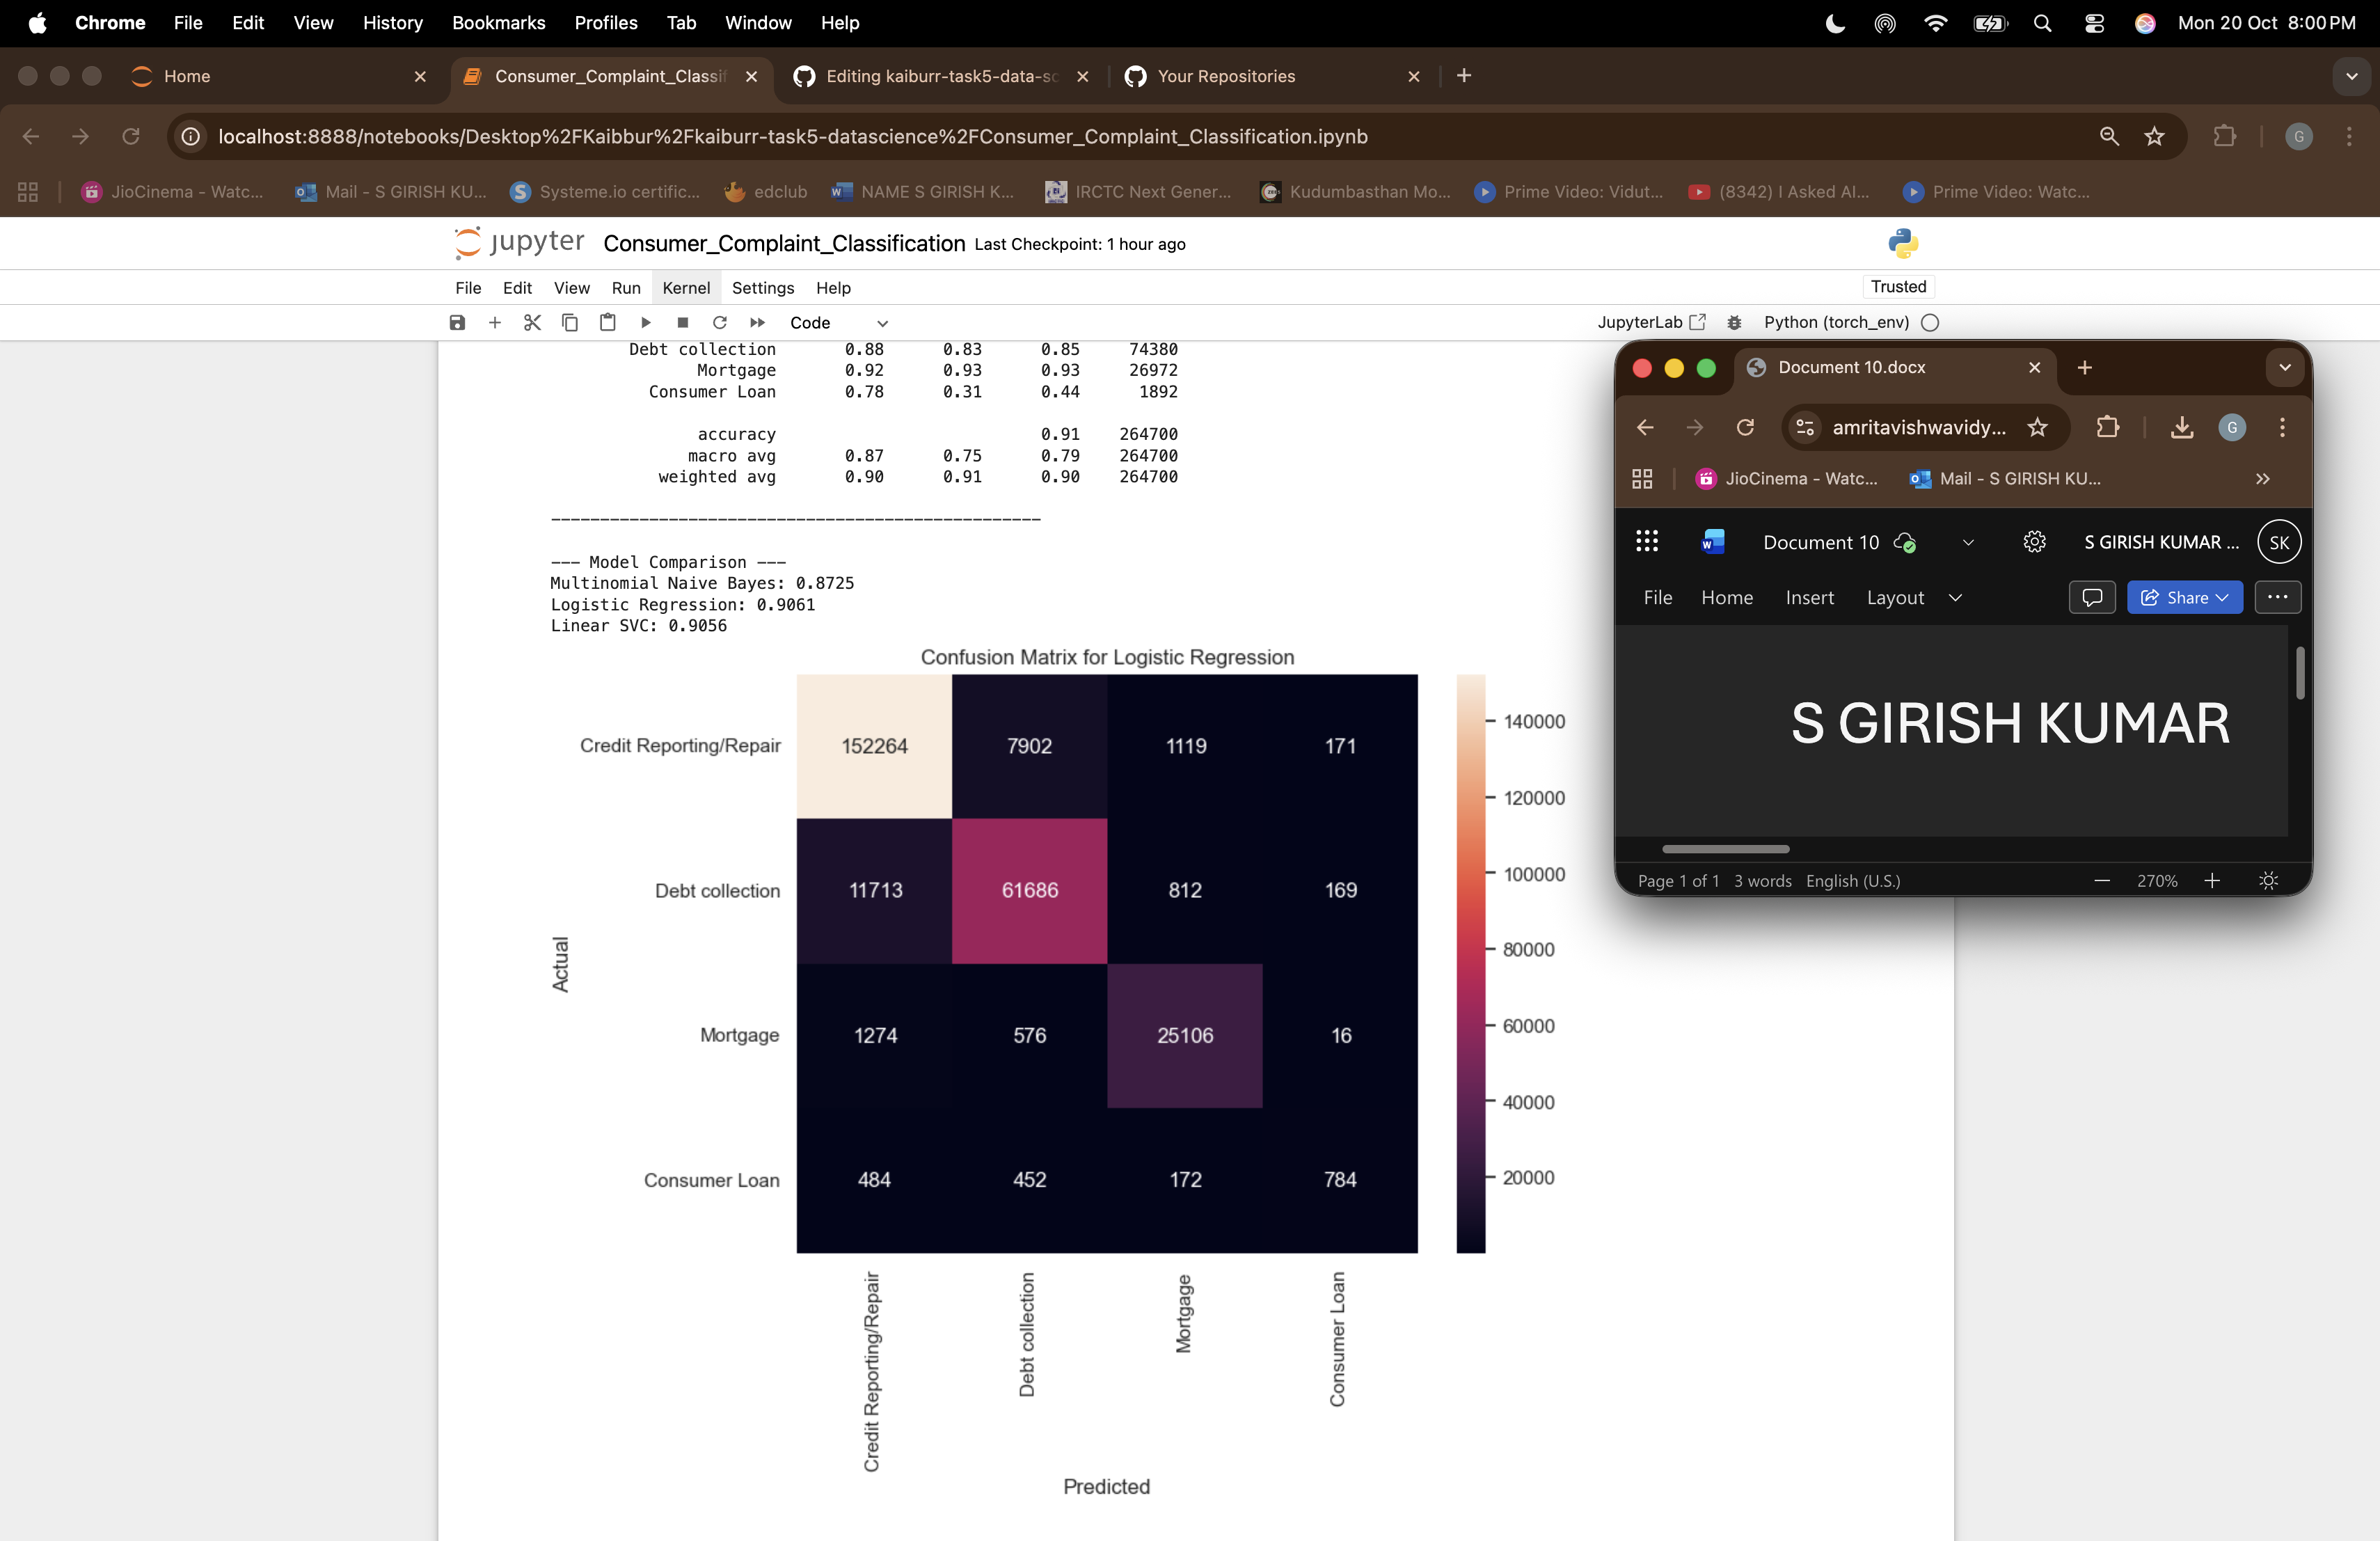 Chrome File Edit View History Bookmarks Profiles Tab Window Help Mon 20 Oct 8:00 PM
Home Consumer_Complaint_Classif Editing kaiburr-task5-data-sc Your Repositories
localhost:8888/notebooks/Desktop%2FKaibbur%2Fkaiburr-task5-datascience%2FConsumer_Complaint_Classification.ipynb G
JioCinema - Watc... Mail - S GIRISH KU... Systeme.io certific... edclub NAME S GIRISH K... IRCTC Next Gener... Kudumbasthan Mo... Prime Video: Vidut... (8342) I Asked AI... Prime Video: Watc...
jupyter Consumer_Complaint_Classification Last Checkpoint: 1 hour ago
File Edit View Run Kernel Settings Help Trusted
Code JupyterLab Python (torch_env)
Debt collection 0.88 0.83 0.85 74380
Mortgage 0.92 0.93 0.93 26972
Consumer Loan 0.78 0.31 0.44 1892
accuracy 0.91 264700
macro avg 0.87 0.75 0.79 264700
weighted avg 0.90 0.91 0.90 264700
--------------------------------------------------
--- Model Comparison ---
Multinomial Naive Bayes: 0.8725
Logistic Regression: 0.9061
Linear SVC: 0.9056
Confusion Matrix for Logistic Regression
Credit Reporting/Repair 152264 7902 1119 171
Debt collection 11713 61686 812 169
Mortgage 1274 576 25106 16
Consumer Loan 484 452 172 784
Actual
Credit Reporting/Repair
Debt collection
Mortgage
Consumer Loan
Predicted
140000
120000
100000
80000
60000
40000
20000
Document 10.docx
amritavishwavidy... G
JioCinema - Watc... Mail - S GIRISH KU...
W Document 10 S GIRISH KUMAR ... SK
File Home Insert Layout Share
S GIRISH KUMAR
Page 1 of 1 3 words English (U.S.) 270%